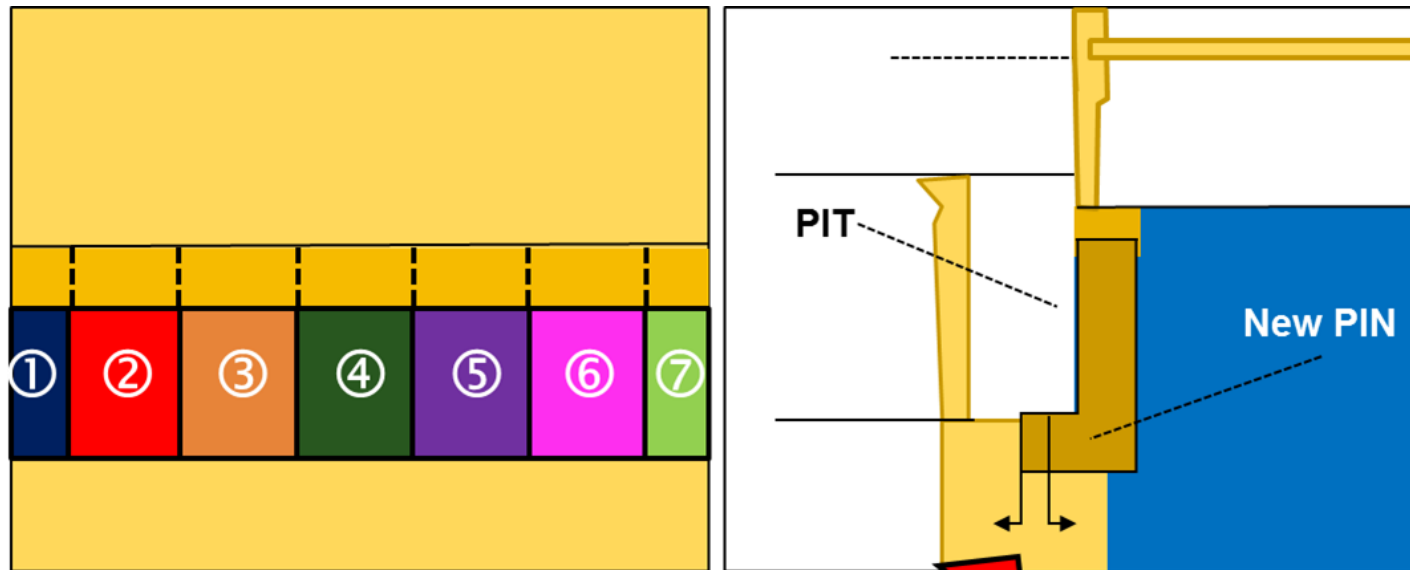 ① ② ③ ④ ⑤ ⑥ ⑦
PIT
New PIN